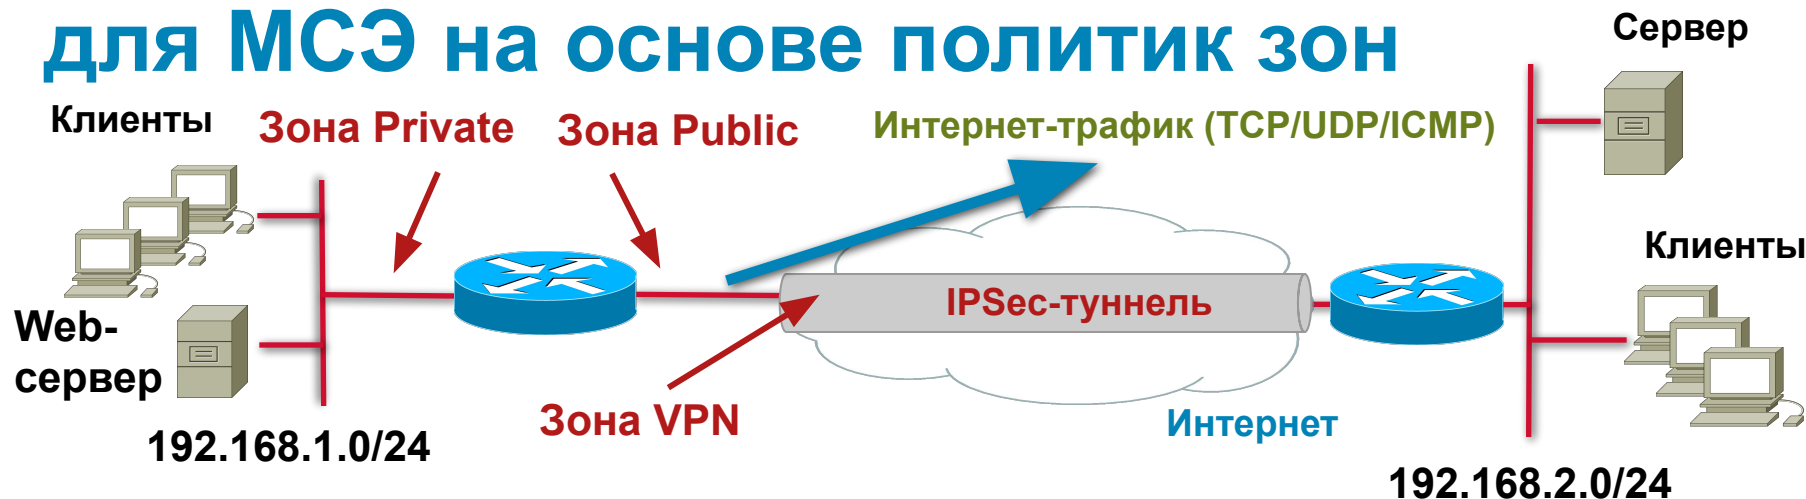 для МСЭ на основе политик зон
Сервер
Клиенты
Зона Private
Зона Public
Интернет-трафик (TCP/UDP/ICMP)
Клиенты
IPSec-туннель
Web-
сервер
Зона VPN
Интернет
192.168.1.0/24
192.168.2.0/24